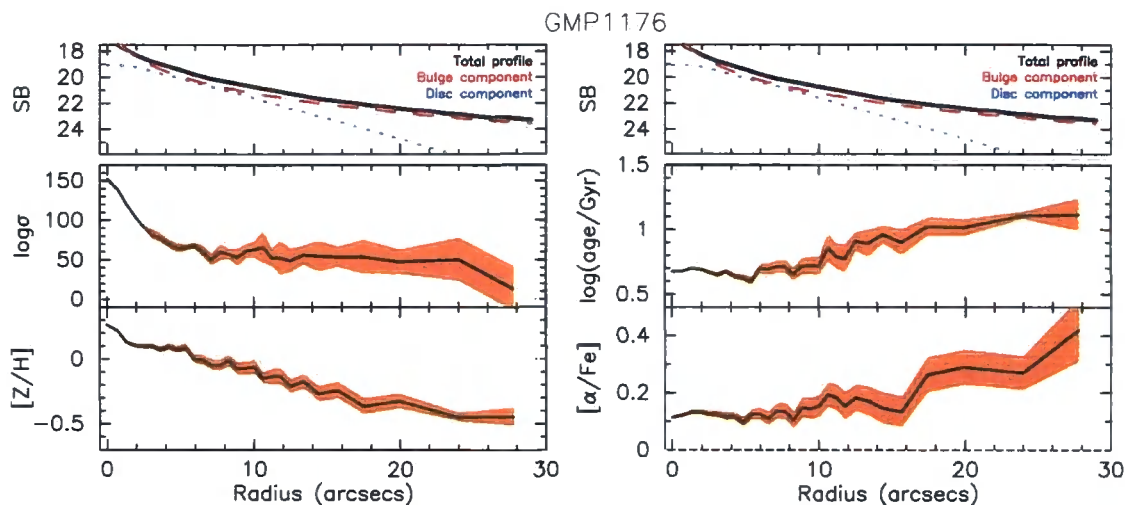 GMP1176
18
20
22
24
SB
Total profile
Bulge component
Disc component
150
100
50
0
logσ
0
−0.5
[Z/H]
0
10
20
30
Radius (arcsecs)
18
20
22
24
SB
Total profile
Bulge component
Disc component
1.5
1
0.5
log(age/Gyr)
0.4
0.2
0
[α/Fe]
0
10
20
30
Radius (arcsecs)